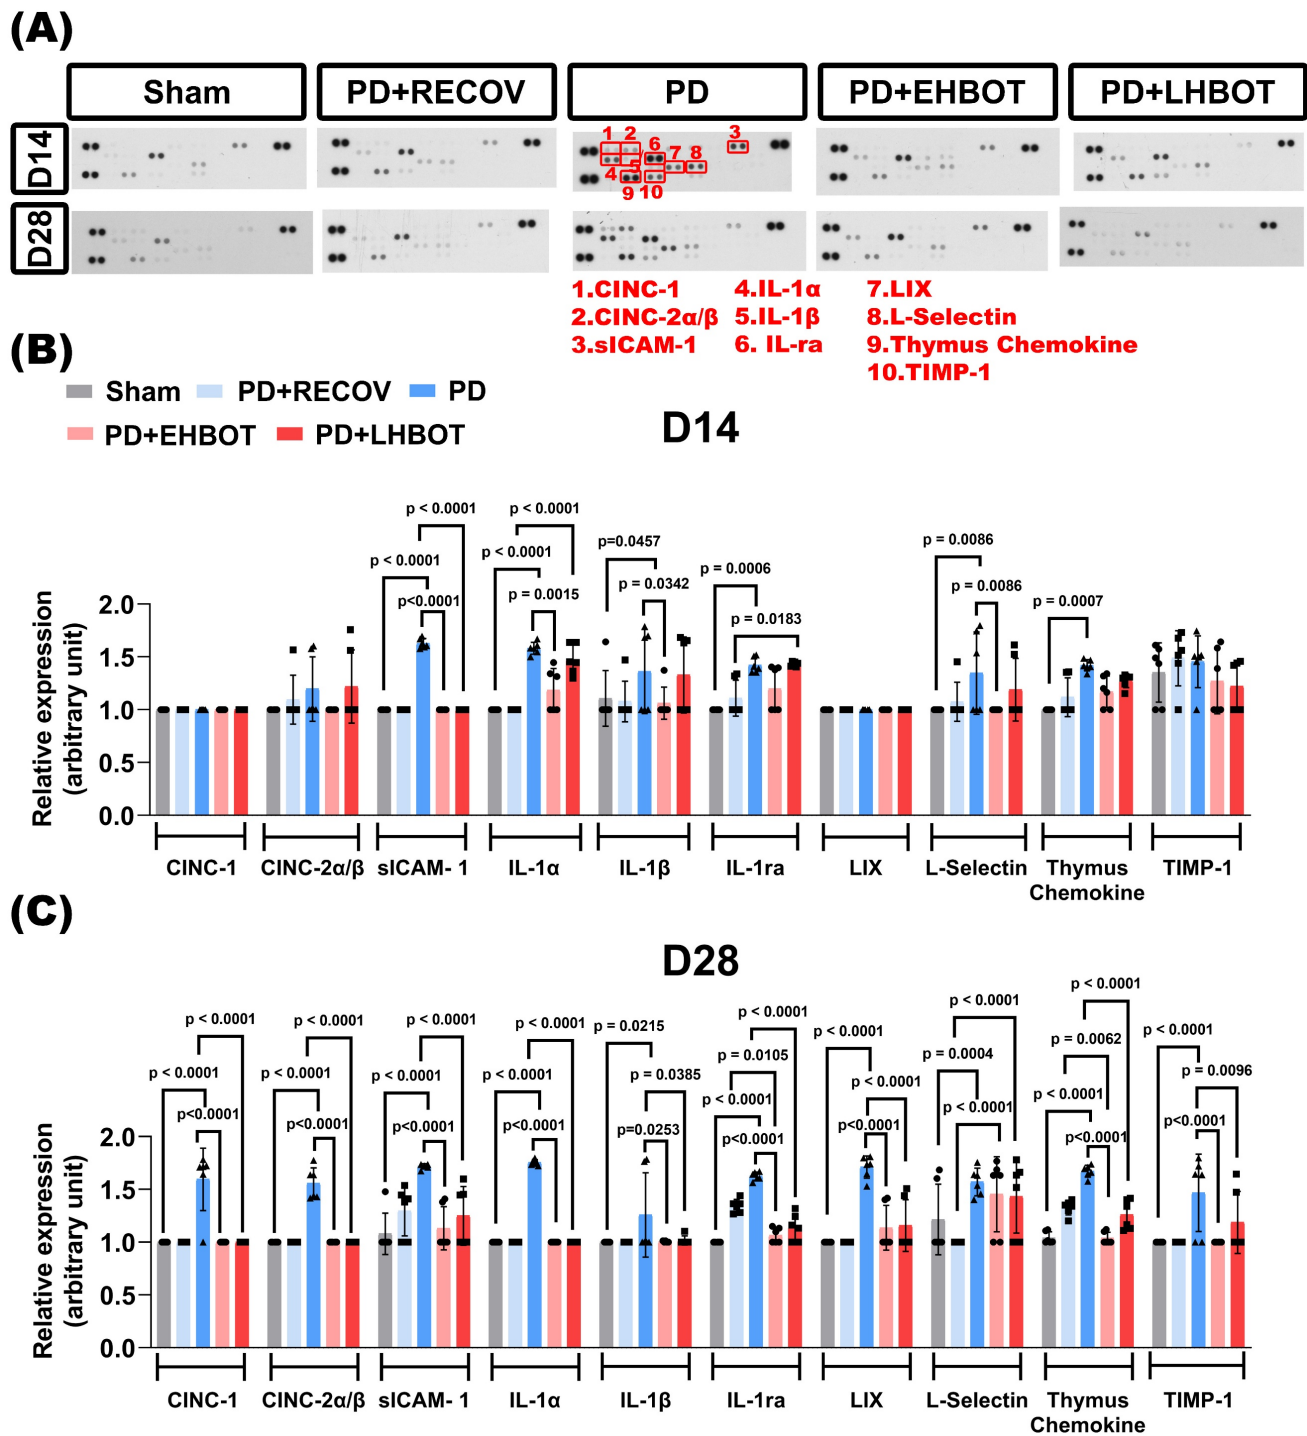 (A)
Sham PD+RECOV PD PD+EHBOT PD+LHBOT
D14
1 2 3
6
7 8
4 5
9 10
D28
1.CINC-1 4.IL-1α 7.LIX
2.CINC-2α/β 5.IL-1β 8.L-Selectin
3.sICAM-1 6. IL-ra 9.Thymus Chemokine
10.TIMP-1
(B)
Sham PD+RECOV PD
PD+EHBOT PD+LHBOT
D14
p < 0.0001 p < 0.0001
p < 0.0001 p < 0.0001 p=0.0457 p = 0.0006 p = 0.0086
p<0.0001 p = 0.0015 p = 0.0342 p = 0.0183 p = 0.0086 p = 0.0007
Relative expression
(arbitrary unit)
2.0
1.5
1.0
0.5
0.0
CINC-1 CINC-2α/β sICAM- 1 IL-1α IL-1β IL-1ra LIX L-Selectin Thymus TIMP-1
Chemokine
(C)
D28
p < 0.0001 p < 0.0001 p < 0.0001 p < 0.0001 p = 0.0215 p < 0.0001 p < 0.0001 p < 0.0001 p < 0.0001 p < 0.0001
p < 0.0001 p < 0.0001 p < 0.0001 p < 0.0001 p = 0.0385 p = 0.0105 p < 0.0001 p = 0.0004 p = 0.0062 p = 0.0096
p<0.0001 p<0.0001 p<0.0001 p<0.0001 p=0.0253 p < 0.0001 p < 0.0001 p < 0.0001 p<0.0001
p<0.0001 p<0.0001
Relative expression
(arbitrary unit)
2.0
1.5
1.0
0.5
0.0
CINC-1 CINC-2α/β sICAM- 1 IL-1α IL-1β IL-1ra LIX L-Selectin Thymus TIMP-1
Chemokine